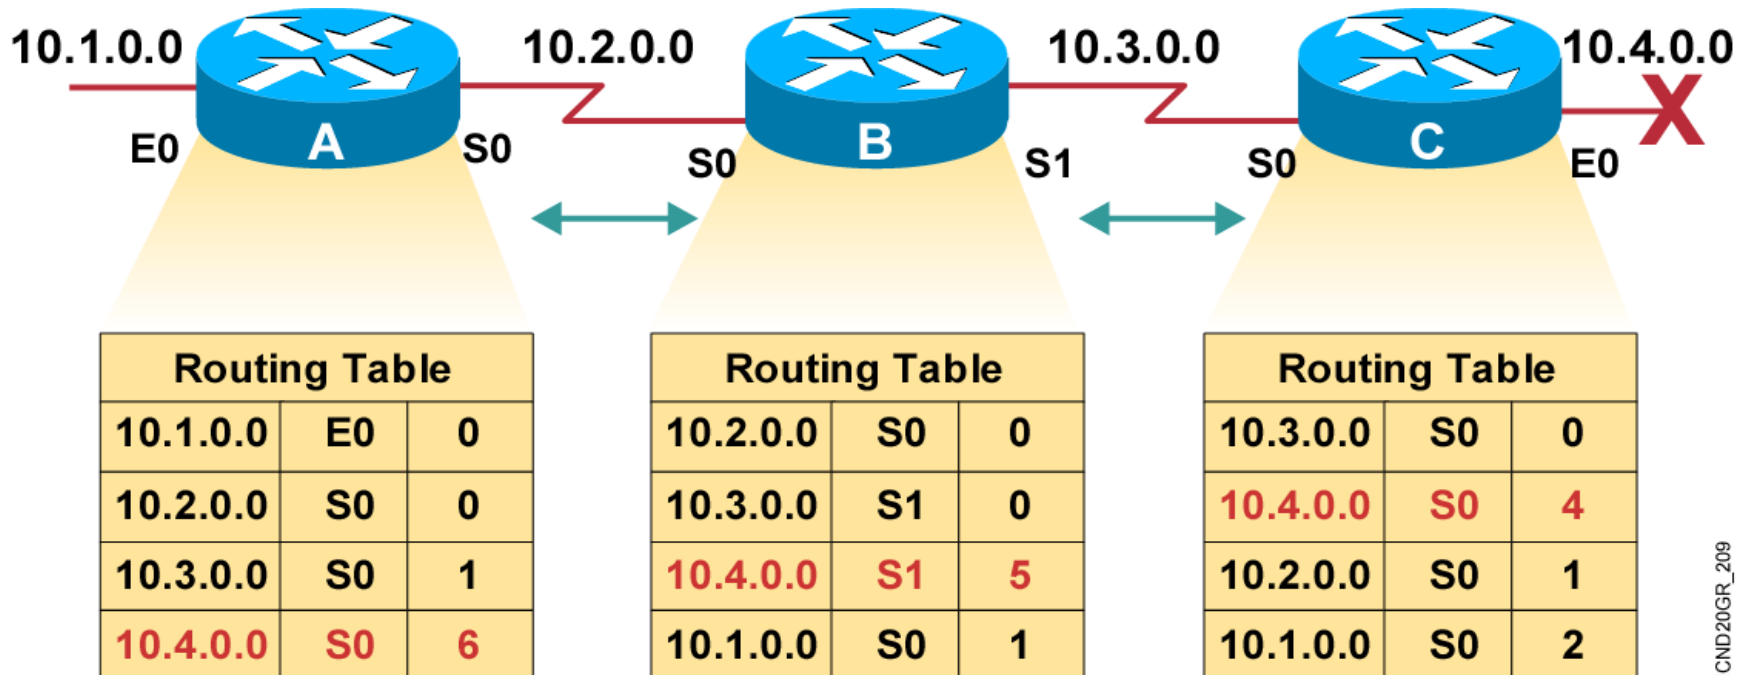 10.1.0.0 10.2.0.0 10.3.0.0 10.4.0.0
X
A B C
E0 S0 S0 S1 S0 E0
Routing Table Routing Table Routing Table
10.1.0.0 E0 0 10.2.0.0 S0 0 10.3.0.0 S0 0
10.2.0.0 S0 0 10.3.0.0 S1 0 10.4.0.0 S0 4
10.3.0.0 S0 1 10.4.0.0 S1 5 10.2.0.0 S0 1
10.4.0.0 S0 6 10.1.0.0 S0 1 10.1.0.0 S0 2
CND20GR_209